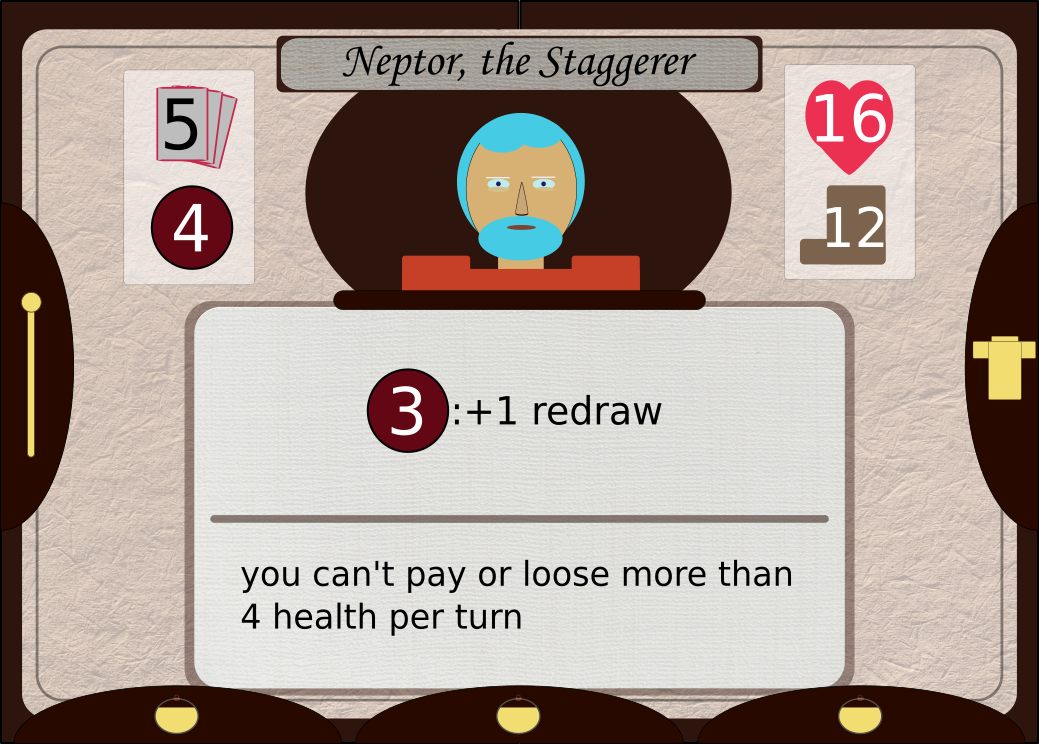 Neptor, the Staggerer
5
4
16
12
3:+1 redraw
you can't pay or loose more than
4 health per turn